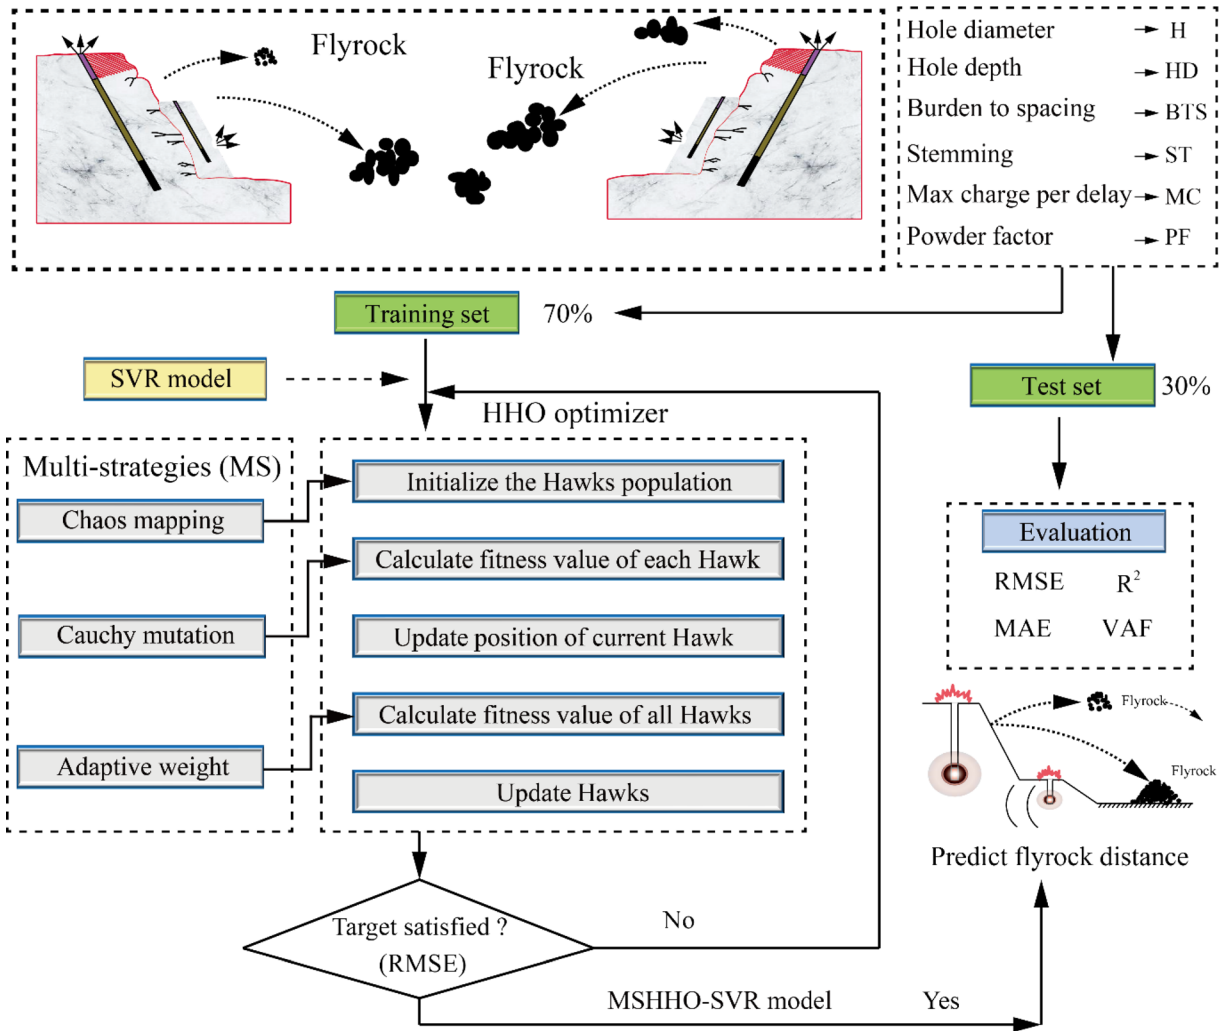 Flyrock
Flyrock
Hole diameter H
Hole depth HD
Burden to spacing BTS
Stemming ST
Max charge per delay MC
Powder factor PF
Training set 70%
SVR model
Test set 30%
HHO optimizer
Multi-strategies (MS)
Chaos mapping
Cauchy mutation
Adaptive weight
Initialize the Hawks population
Calculate fitness value of each Hawk
Update position of current Hawk
Calculate fitness value of all Hawks
Update Hawks
Evaluation
RMSE R²
MAE VAF
Flyrock
Flyrock
Predict flyrock distance
Target satisfied ?
(RMSE)
No
MSHHO-SVR model Yes